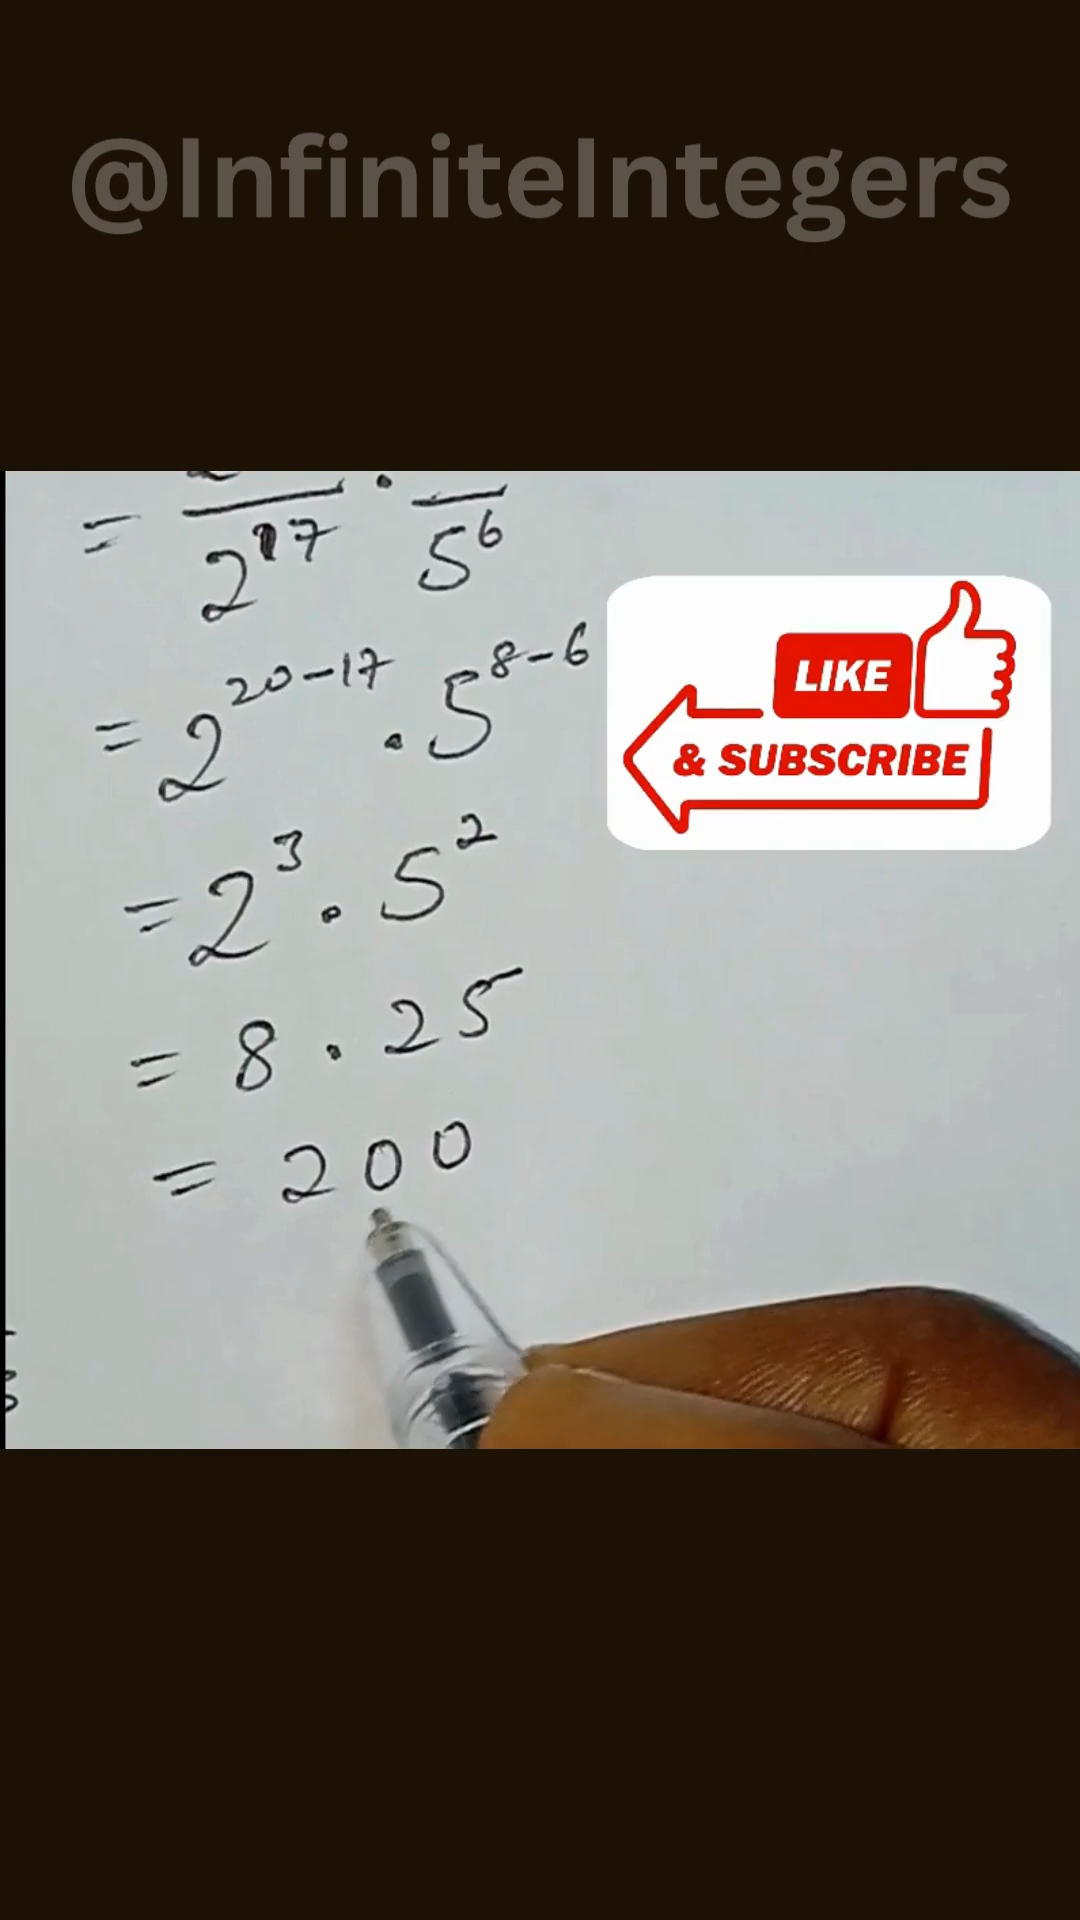 @InfiniteIntegers
= / 2^17 · / 5^6
= 2^20-17 · 5^8-6
LIKE
& SUBSCRIBE
= 2^3 · 5^2
= 8 · 25
= 200